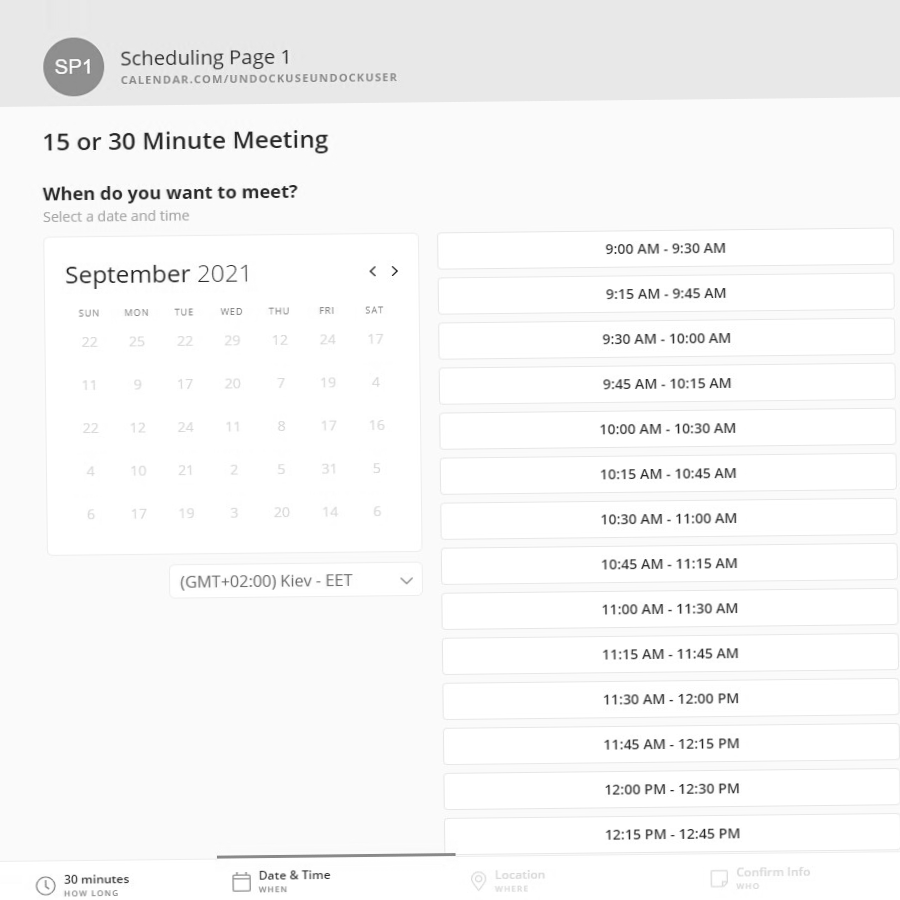 SP1
Scheduling Page 1
CALENDAR.COM/UNDOCKUSEUNDOCKUSER
15 or 30 Minute Meeting
When do you want to meet?
Select a date and time
September 2021
SUN MON TUE WED THU FRI SAT
22 25 22 29 12 24 17
11 9 17 20 7 19 4
22 12 24 11 8 17 16
4 10 21 2 5 31 5
6 17 19 3 20 14 6
(GMT+02:00) Kiev - EET
9:00 AM - 9:30 AM
9:15 AM - 9:45 AM
9:30 AM - 10:00 AM
9:45 AM - 10:15 AM
10:00 AM - 10:30 AM
10:15 AM - 10:45 AM
10:30 AM - 11:00 AM
10:45 AM - 11:15 AM
11:00 AM - 11:30 AM
11:15 AM - 11:45 AM
11:30 AM - 12:00 PM
11:45 AM - 12:15 PM
12:00 PM - 12:30 PM
12:15 PM - 12:45 PM
30 minutes
HOW LONG
Date & Time
WHEN
Location
WHERE
Confirm Info
WHO